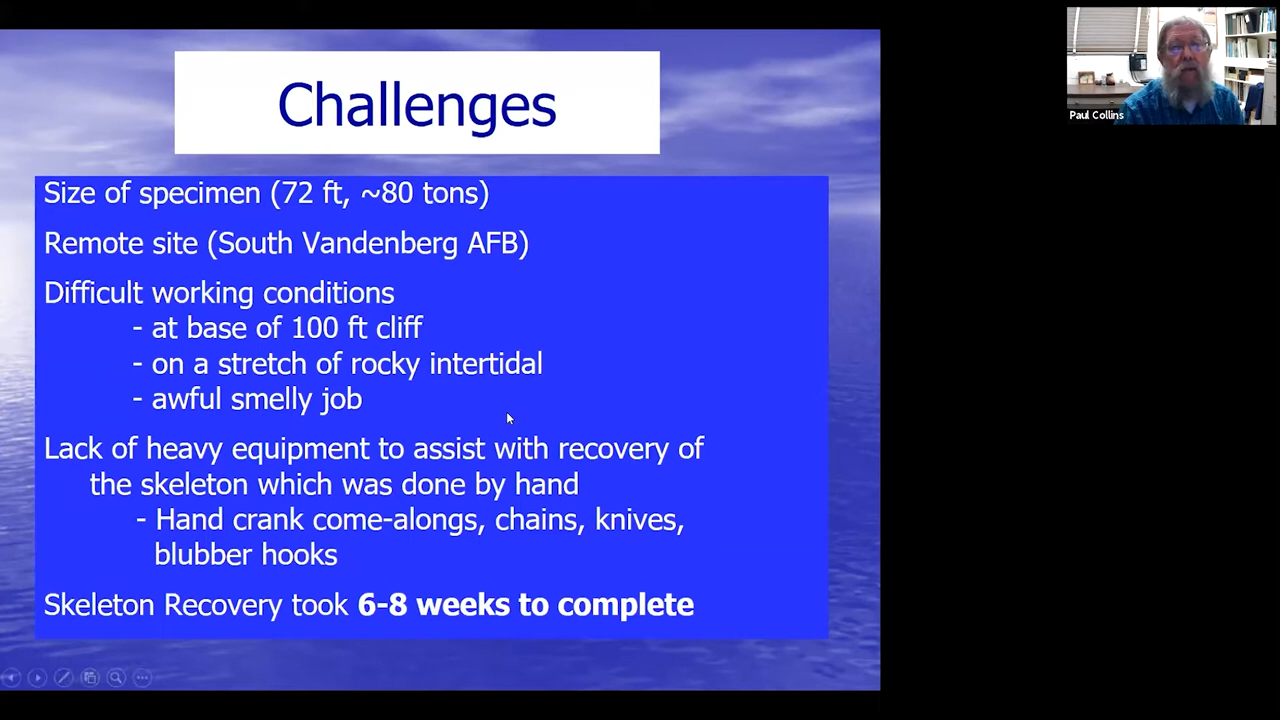 Challenges
Size of specimen (72 ft, ~80 tons)
Remote site (South Vandenberg AFB)
Difficult working conditions
- at base of 100 ft cliff
- on a stretch of rocky intertidal
- awful smelly job
Lack of heavy equipment to assist with recovery of
the skeleton which was done by hand
- Hand crank come-alongs, chains, knives,
blubber hooks
Skeleton Recovery took 6-8 weeks to complete
Paul Collins